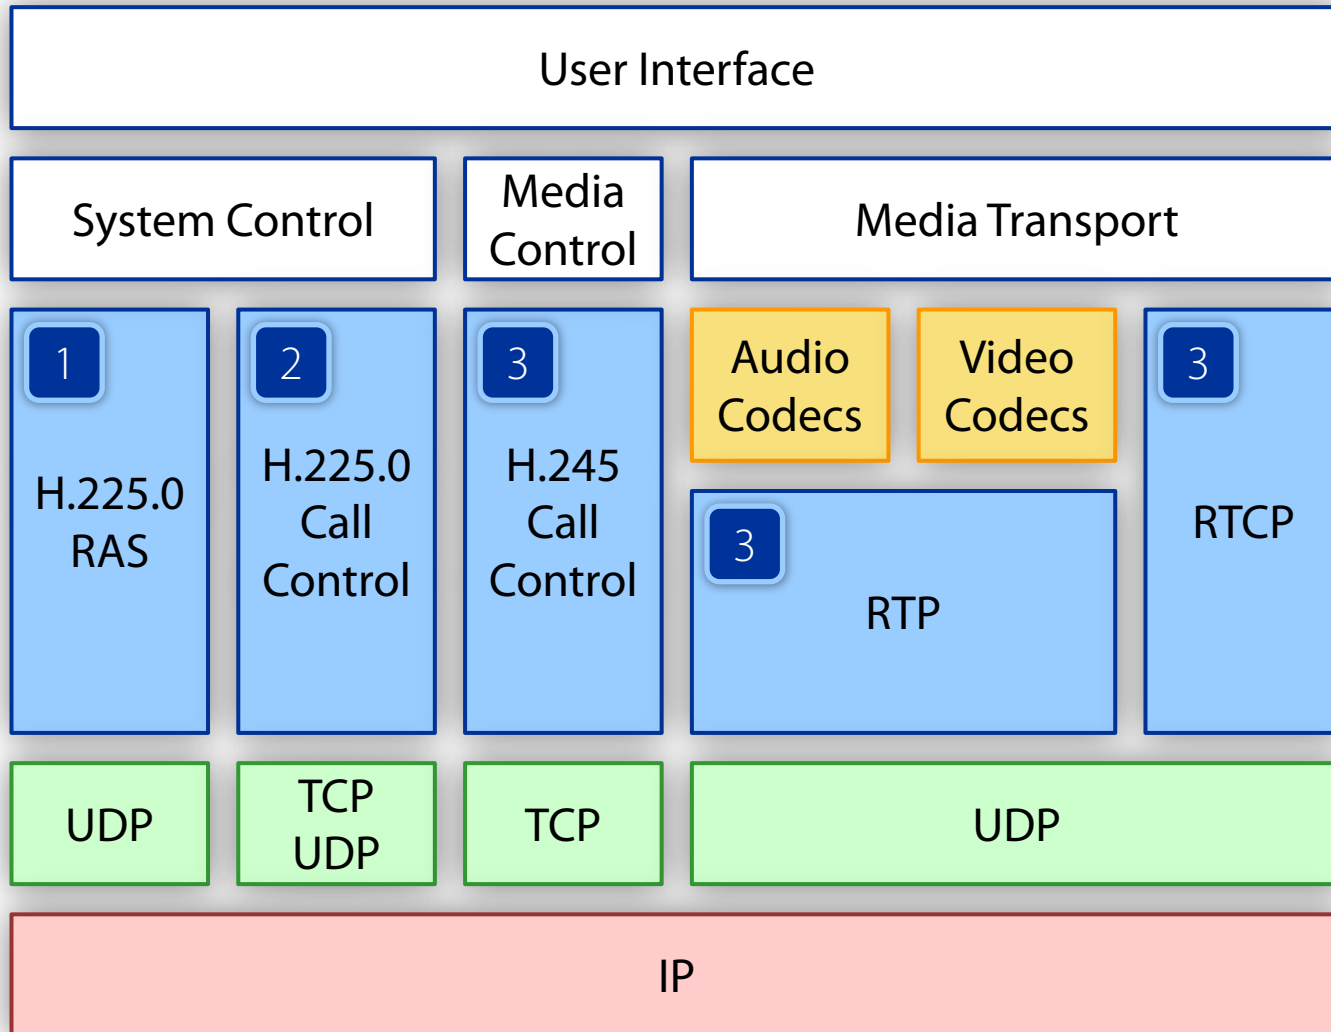 User Interface
System Control
Media
Control
Media Transport
1
H.225.0
RAS
2
H.225.0
Call
Control
3
H.245
Call
Control
Audio
Codecs
Video
Codecs
3
RTP
3
RTCP
UDP
TCP
UDP
TCP
UDP
IP